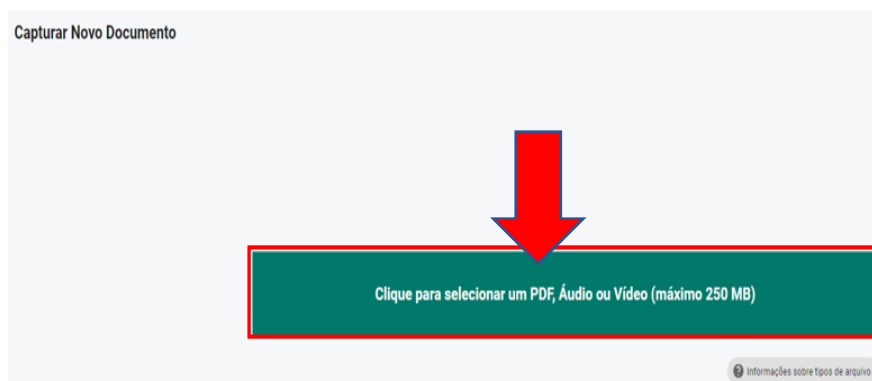 Capturar Novo Documento
Clique para selecionar um PDF, Áudio ou Vídeo (máximo 250 MB)
Informações sobre tipos de arquivo